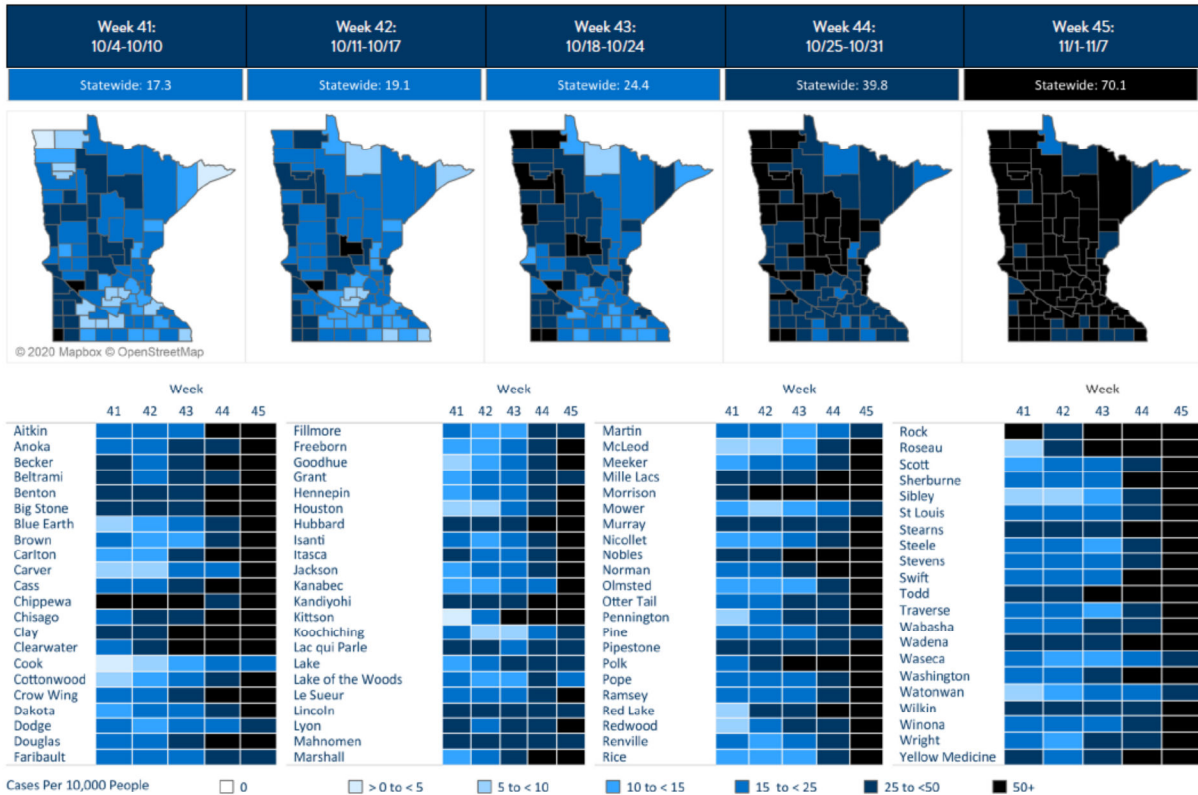 Week 41:
10/4-10/10
Week 42:
10/11-10/17
Week 43:
10/18-10/24
Week 44:
10/25-10/31
Week 45:
11/1-11/7
Statewide: 17.3
Statewide: 19.1
Statewide: 24.4
Statewide: 39.8
Statewide: 70.1
© 2020 Mapbox © OpenStreetMap
Week
41 42 43 44 45
Aitkin
Anoka
Becker
Beltrami
Benton
Big Stone
Blue Earth
Brown
Carlton
Carver
Cass
Chippewa
Chisago
Clay
Clearwater
Cook
Cottonwood
Crow Wing
Dakota
Dodge
Douglas
Faribault
Week
41 42 43 44 45
Fillmore
Freeborn
Goodhue
Grant
Hennepin
Houston
Hubbard
Isanti
Itasca
Jackson
Kanabec
Kandiyohi
Kittson
Koochiching
Lac qui Parle
Lake
Lake of the Woods
Le Sueur
Lincoln
Lyon
Mahnomen
Marshall
Week
41 42 43 44 45
Martin
McLeod
Meeker
Mille Lacs
Morrison
Mower
Murray
Nicollet
Nobles
Norman
Olmsted
Otter Tail
Pennington
Pine
Pipestone
Polk
Pope
Ramsey
Red Lake
Redwood
Renville
Rice
Week
41 42 43 44 45
Rock
Roseau
Scott
Sherburne
Sibley
St Louis
Stearns
Steele
Stevens
Swift
Todd
Traverse
Wabasha
Wadena
Waseca
Washington
Watonwan
Wilkin
Winona
Wright
Yellow Medicine
Cases Per 10,000 People
0
> 0 to < 5
5 to < 10
10 to < 15
15 to < 25
25 to <50
50+